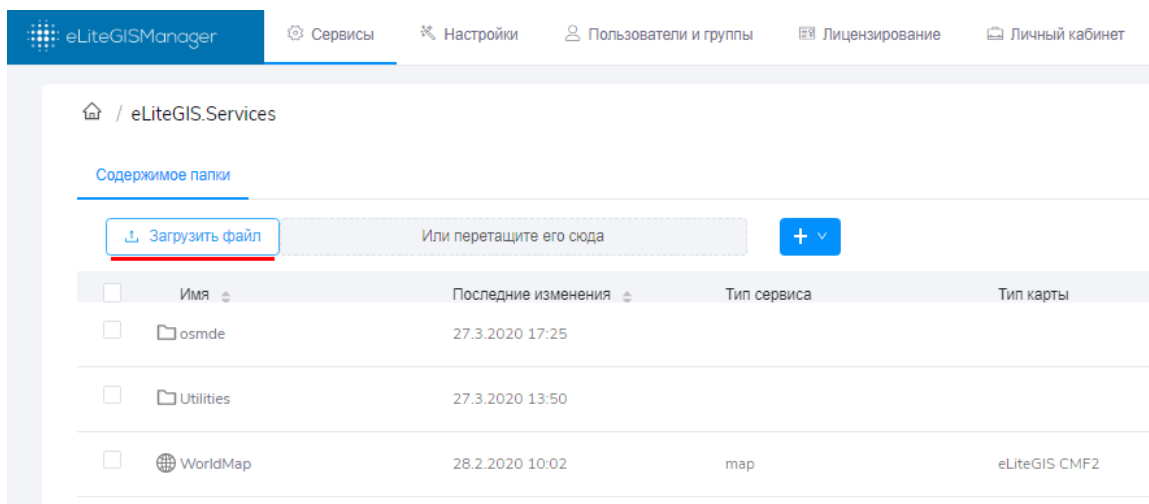 eLiteGISManager Сервисы Настройки Пользователи и группы Лицензирование Личный кабинет
/ eLiteGIS.Services
Содержимое папки
Загрузить файл Или перетащите его сюда +
Имя Последние изменения Тип сервиса Тип карты
osmde 27.3.2020 17:25
Utilities 27.3.2020 13:50
WorldMap 28.2.2020 10:02 map eLiteGIS CMF2